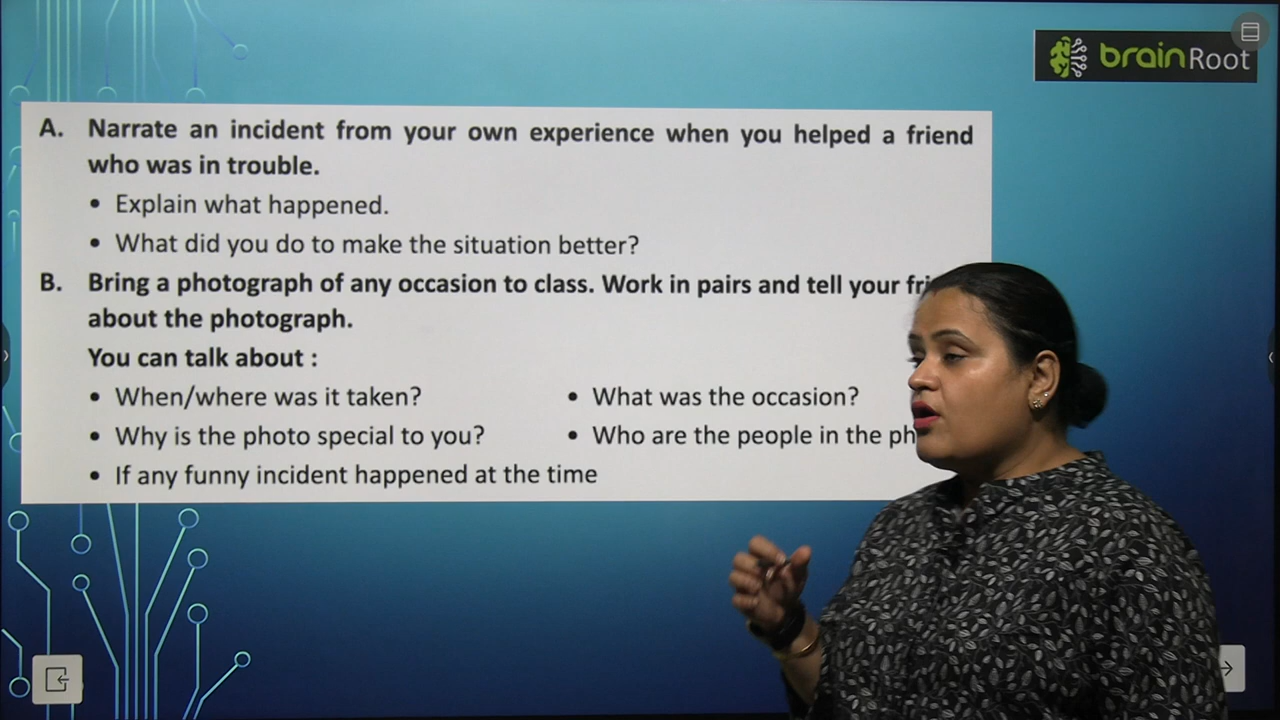 brainRoot
A. Narrate an incident from your own experience when you helped a friend
who was in trouble.
• Explain what happened.
• What did you do to make the situation better?
B. Bring a photograph of any occasion to class. Work in pairs and tell your
about the photograph.
You can talk about :
• When/where was it taken?
• What was the occasion?
• Why is the photo special to you?
• Who are the people in the
• If any funny incident happened at the time